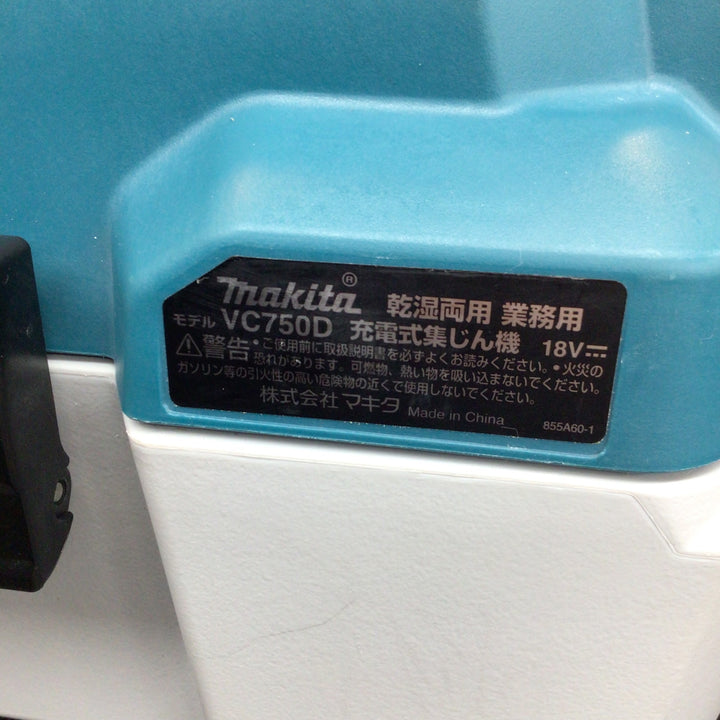 makita® 乾湿両用 業務用
モデル VC750D 充電式集じん機 18V⎓
⚠警告 •ご使用前に取扱説明書を必ずよくお読みください。•火災の
恐れがあります。可燃物、熱い物を吸い込まないでください。
ガソリン等の引火性の高い危険物の近くで使用しないでください。
株式会社 マキタ Made in China 855A60-1